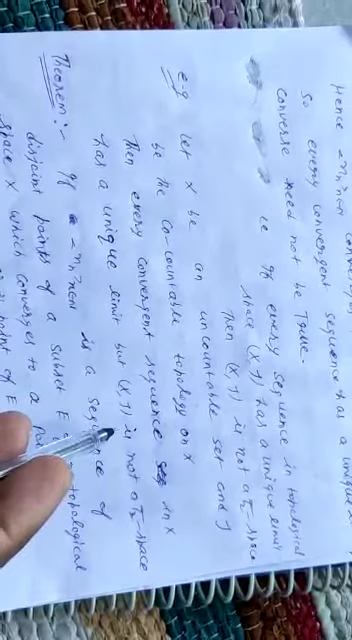 Hence <xn>n∈N converges
So every convergent sequence has a unique
converse need not be True.
ie if every sequence in topological
space (X,T) has a unique limit
Then (X,T) is not a T2-space
e.g Let X be an uncountable set and T
be the co-countable topology on X
Then every convergent sequence in X
has a unique limit but (X,T) is not a T2-space
Theorem:- If <xn>n∈N is a sequence of
disjoint points of a subset E topological
space X which converges to a
point of E